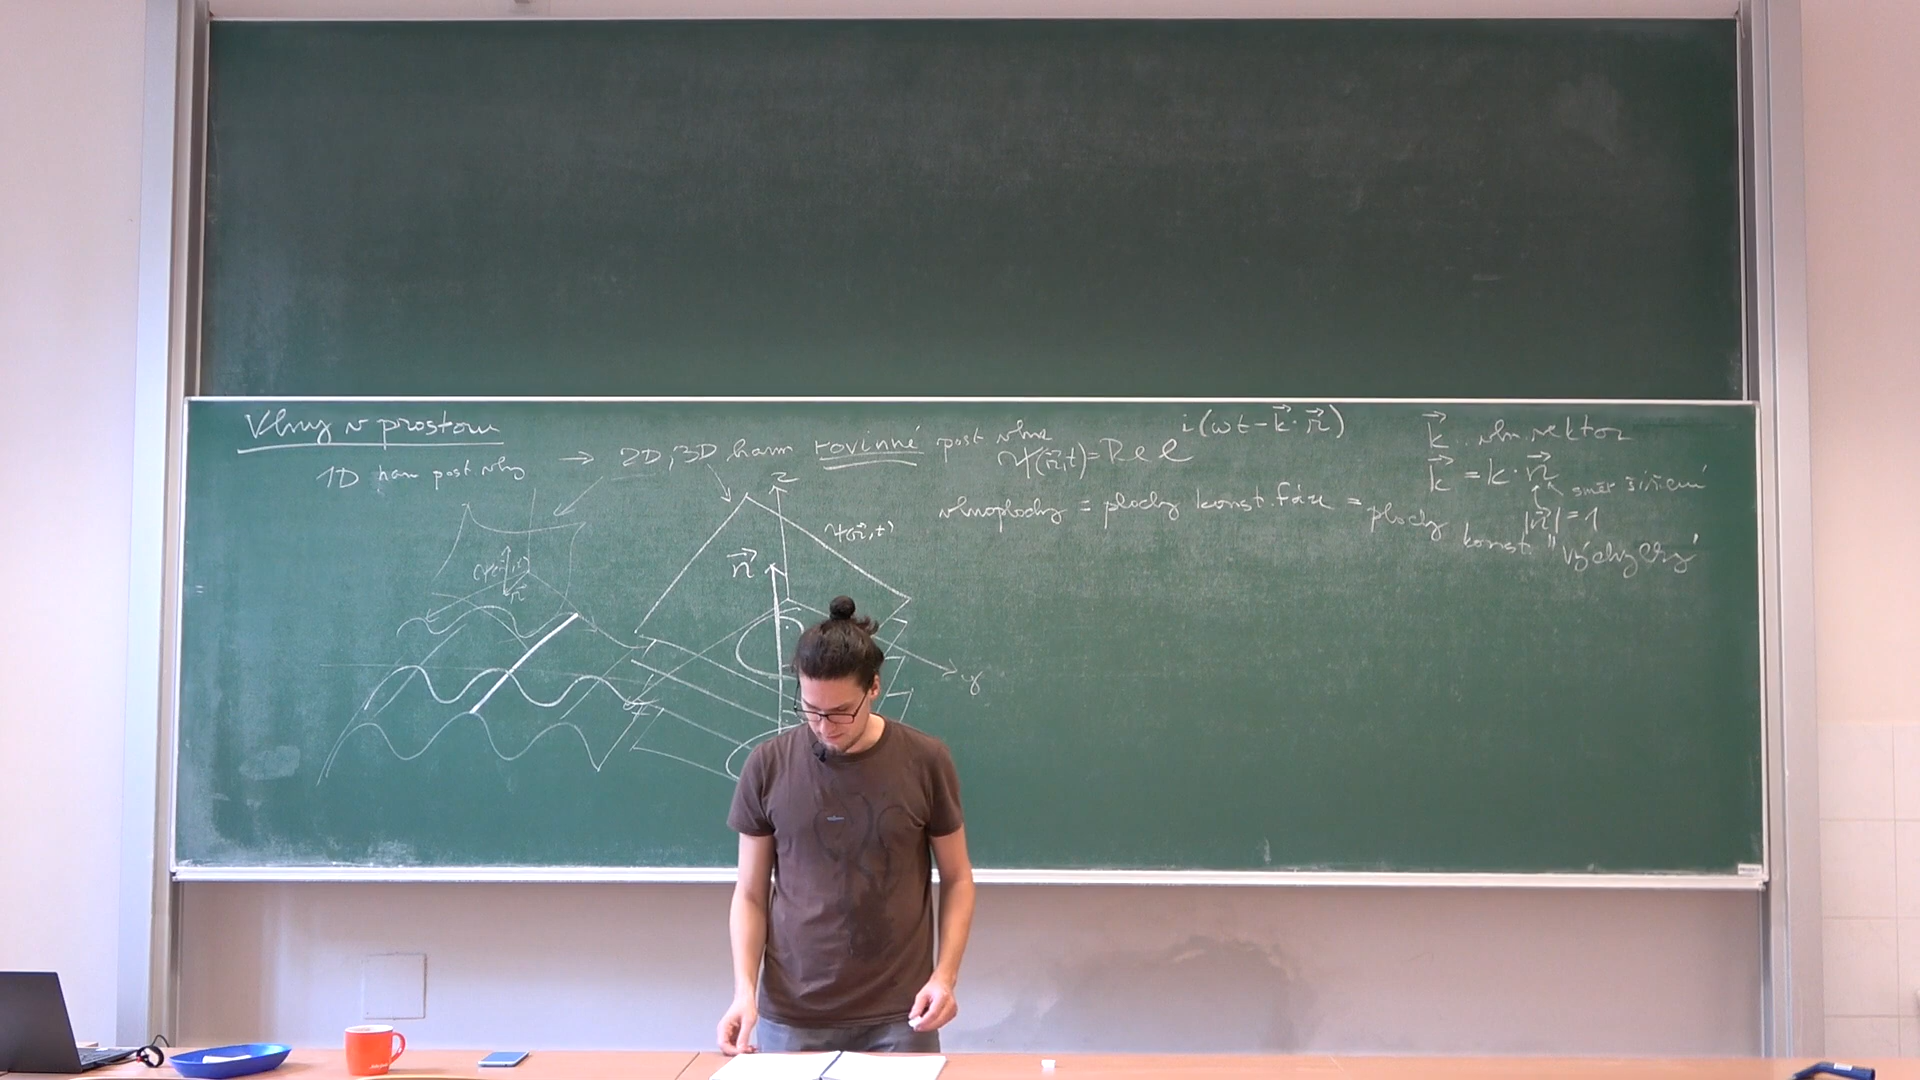 Vlny v prostoru
1D harm post vlny → 2D, 3D harm rovinné post vlna
Ψ(r⃗,t) = Re e^{i(ωt - k⃗·r⃗)}
k⃗ .. vln. vektor
k⃗ = k·n⃗
směr šíření
|n⃗| = 1
vlnoplochy = plochy konst. fáze = plochy konst. "výchylky"
z
Ψ(r⃗,t)
n⃗
y